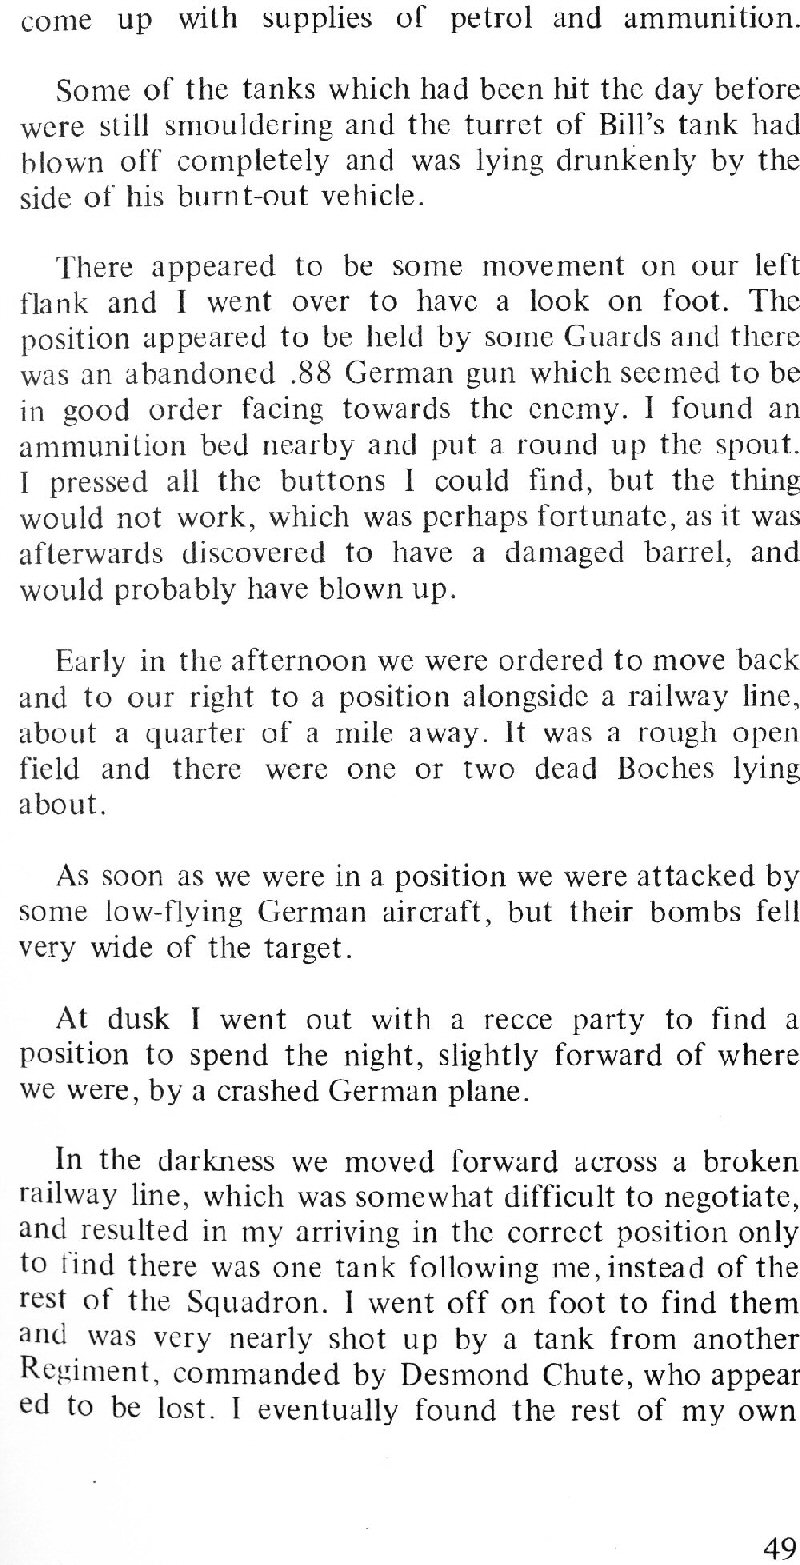 come up with supplies of petrol and ammunition.
Some of the tanks which had been hit the day before
were still smouldering and the turret of Bill's tank had
blown off completely and was lying drunkenly by the
side of his burnt-out vehicle.
There appeared to be some movement on our left
flank and I went over to have a look on foot. The
position appeared to be held by some Guards and there
was an abandoned .88 German gun which seemed to be
in good order facing towards the enemy. I found an
ammunition bed nearby and put a round up the spout.
I pressed all the buttons I could find, but the thing
would not work, which was perhaps fortunate, as it was
afterwards discovered to have a damaged barrel, and
would probably have blown up.
Early in the afternoon we were ordered to move back
and to our right to a position alongside a railway line,
about a quarter of a mile away. It was a rough open
field and there were one or two dead Boches lying
about.
As soon as we were in a position we were attacked by
some low-flying German aircraft, but their bombs fell
very wide of the target.
At dusk I went out with a recce party to find a
position to spend the night, slightly forward of where
we were, by a crashed German plane.
In the darkness we moved forward across a broken
railway line, which was somewhat difficult to negotiate,
and resulted in my arriving in the correct position only
to find there was one tank following me, instead of the
rest of the Squadron. I went off on foot to find them
and was very nearly shot up by a tank from another
Regiment, commanded by Desmond Chute, who appear
ed to be lost. I eventually found the rest of my own
49